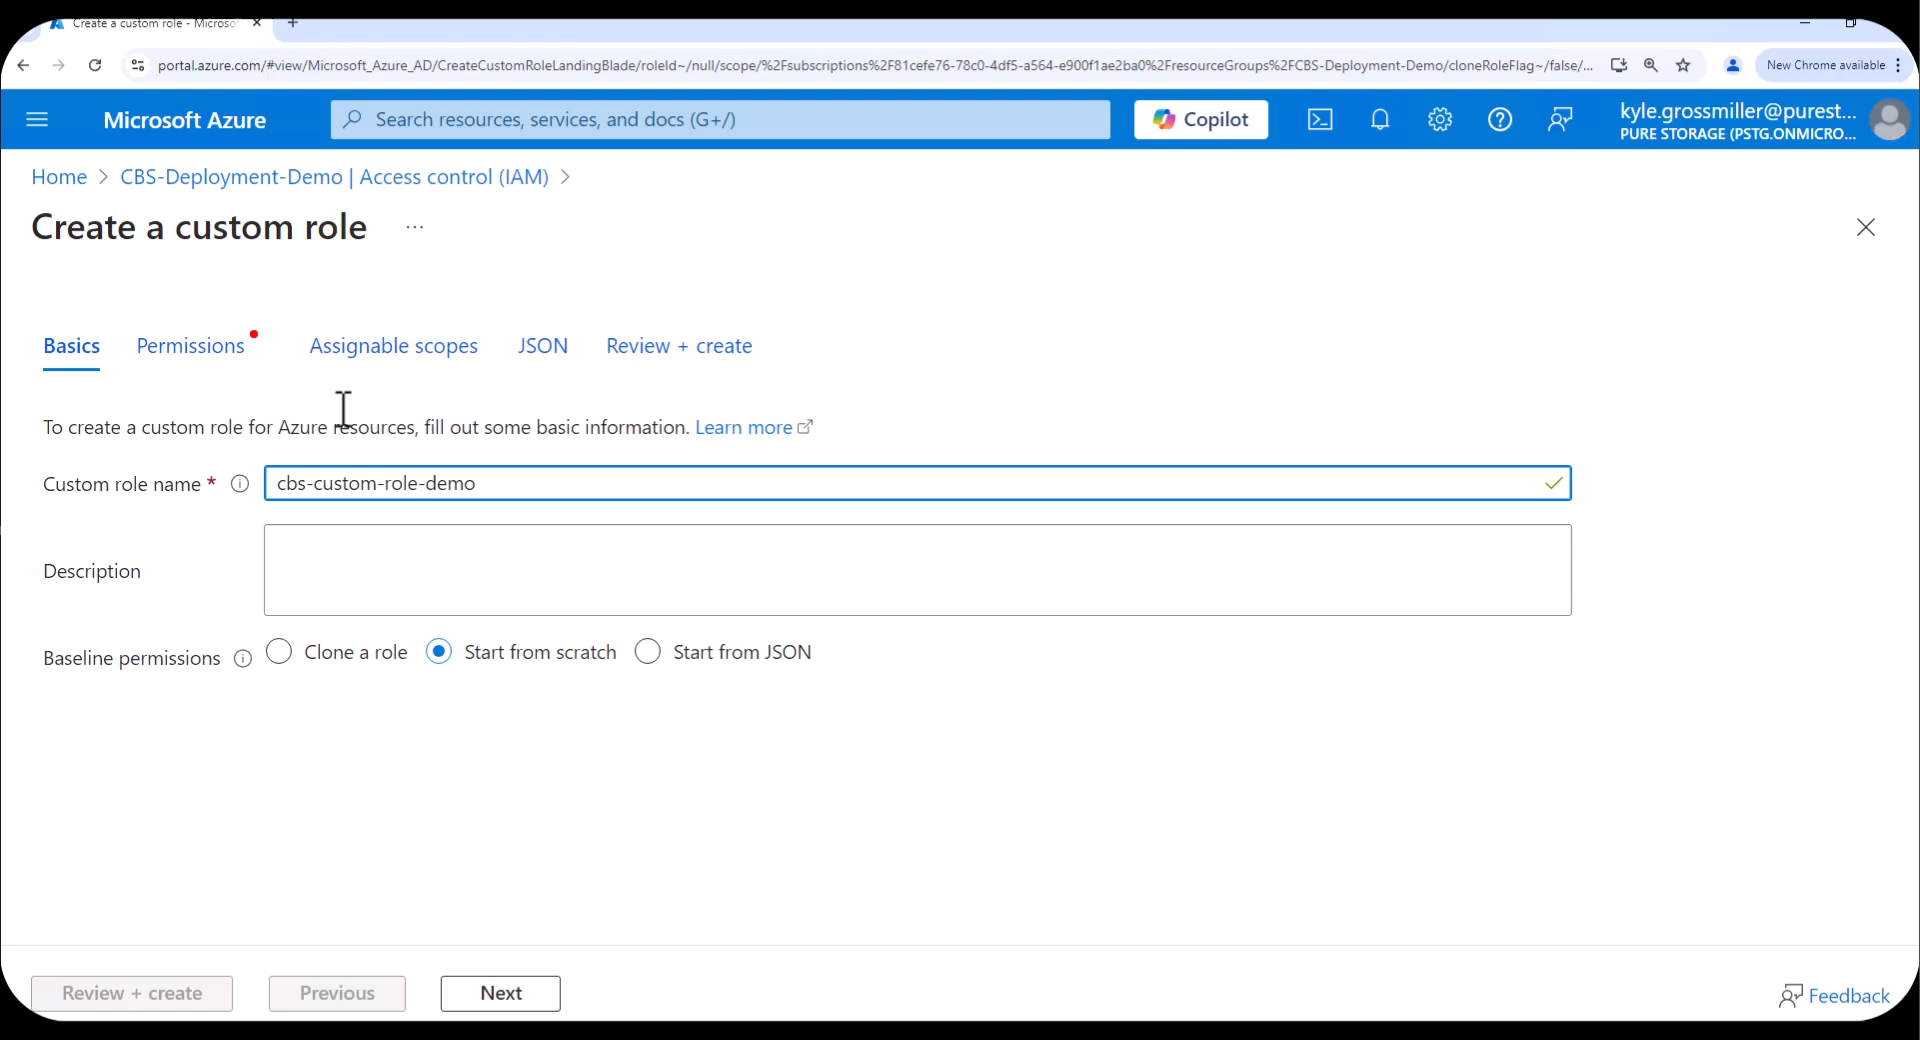 Create a custom role - Microso
portal.azure.com/#view/Microsoft_Azure_AD/CreateCustomRoleLandingBlade/roleId~/null/scope/%2Fsubscriptions%2F81cefe76-78c0-4df5-a564-e900f1ae2ba0%2FresourceGroups%2FCBS-Deployment-Demo/cloneRoleFlag~/false/...
New Chrome available
Microsoft Azure
Search resources, services, and docs (G+/)
Copilot
kyle.grossmiller@purest...
PURE STORAGE (PSTG.ONMICRO...
Home > CBS-Deployment-Demo | Access control (IAM) >
Create a custom role ...
Basics Permissions Assignable scopes JSON Review + create
To create a custom role for Azure resources, fill out some basic information. Learn more
Custom role name * cbs-custom-role-demo
Description
Baseline permissions Clone a role Start from scratch Start from JSON
Review + create Previous Next
Feedback